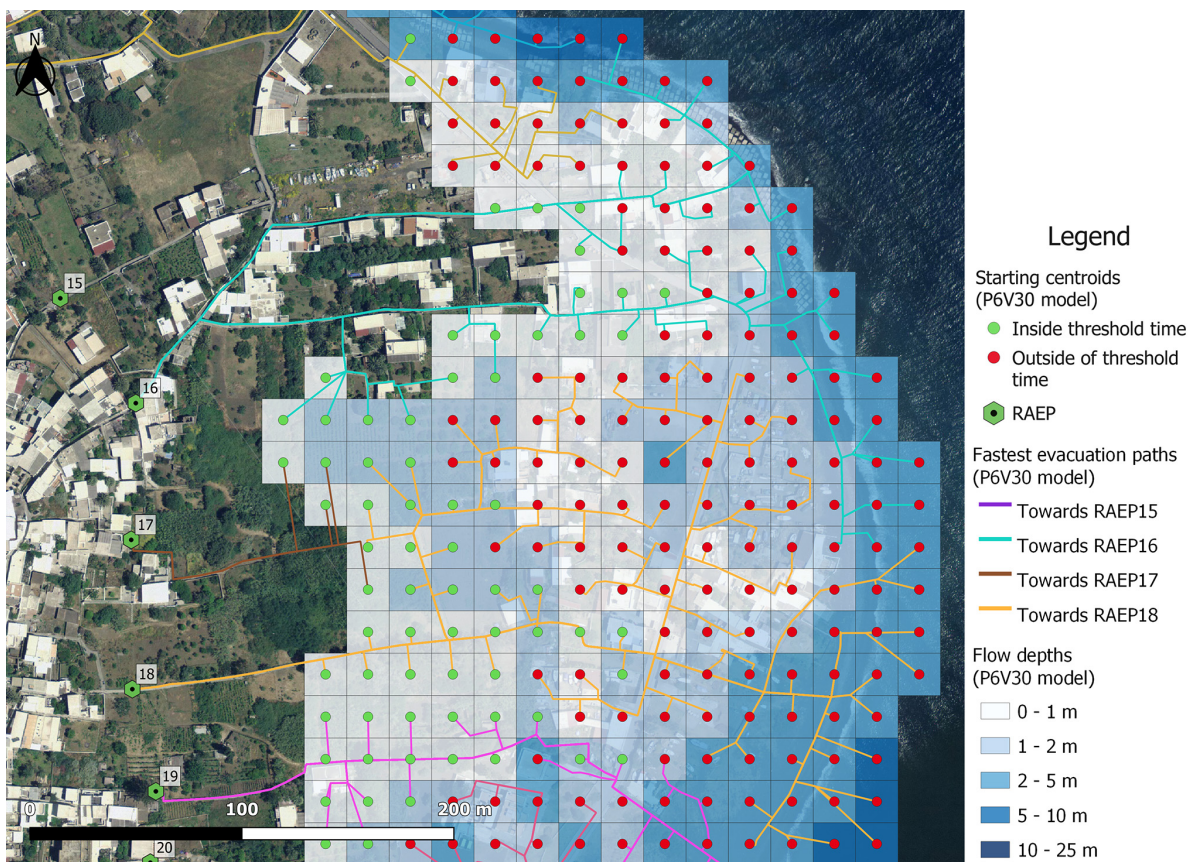 N
15
16
17
18
19
20
0
100
200 m
Legend
Starting centroids
(P6V30 model)
Inside threshold time
Outside of threshold
time
RAEP
Fastest evacuation paths
(P6V30 model)
Towards RAEP15
Towards RAEP16
Towards RAEP17
Towards RAEP18
Flow depths
(P6V30 model)
0 - 1 m
1 - 2 m
2 - 5 m
5 - 10 m
10 - 25 m